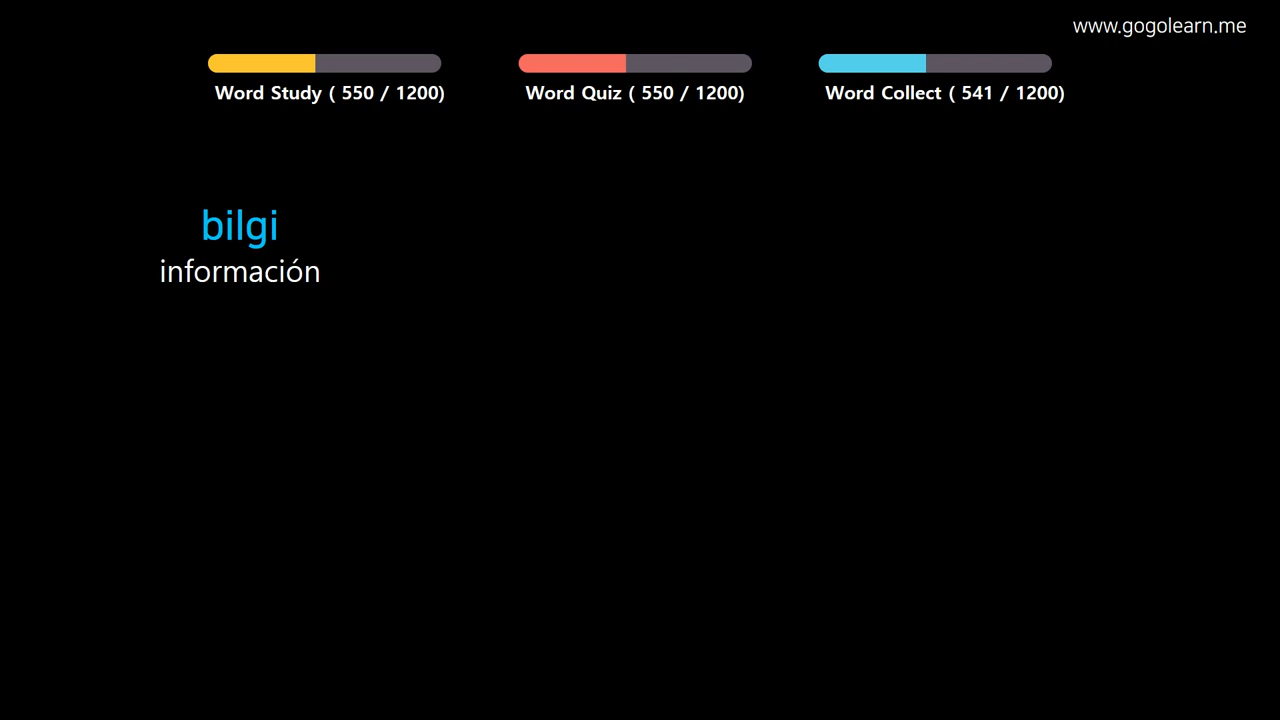 www.gogolearn.me
Word Study ( 550 / 1200)
Word Quiz ( 550 / 1200)
Word Collect ( 541 / 1200)
bilgi
información